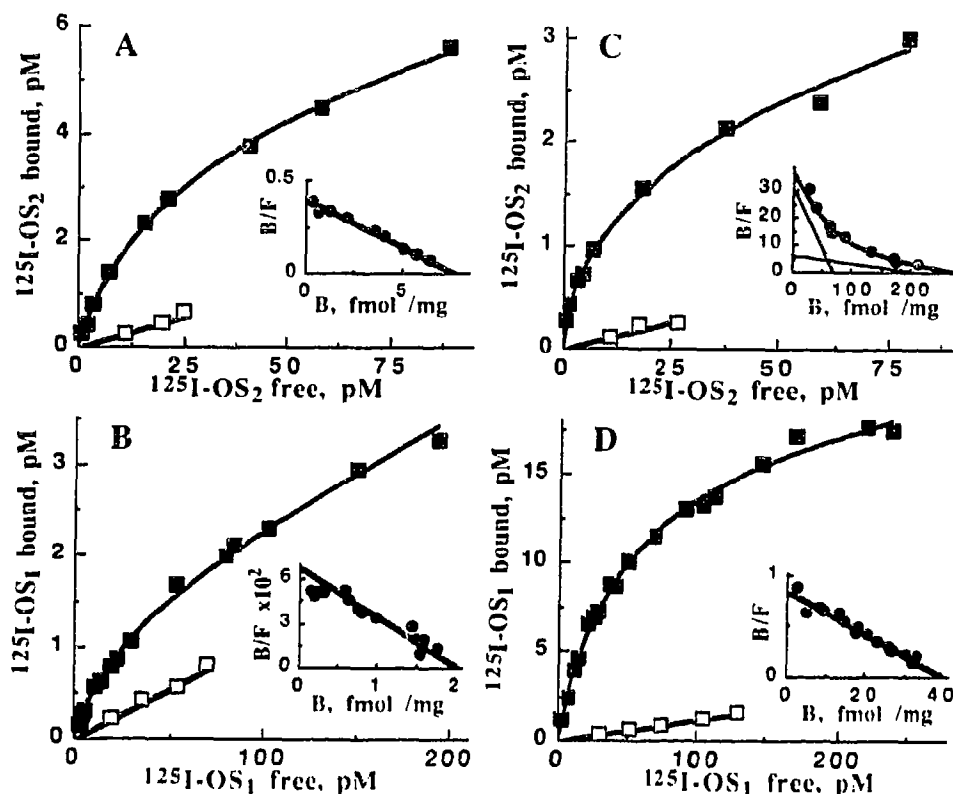 A
¹²⁵I-OS₂ bound, pM
6
4
2
0
0 25 50 75
¹²⁵I-OS₂ free, pM
B/F
0.5
0
0 5
B, fmol /mg
C
¹²⁵I-OS₂ bound, pM
3
2
1
0
0 25 50 75
¹²⁵I-OS₂ free, pM
B/F
30
20
10
0
0 100 200
B, fmol /mg
B
¹²⁵I-OS₁ bound, pM
3
2
1
0
0 100 200
¹²⁵I-OS₁ free, pM
B/F x10²
6
3
0
0 1 2
B, fmol /mg
D
¹²⁵I-OS₁ bound, pM
15
10
5
0
0 100 200
¹²⁵I-OS₁ free, pM
B/F
1
0
0 20 40
B, fmol /mg